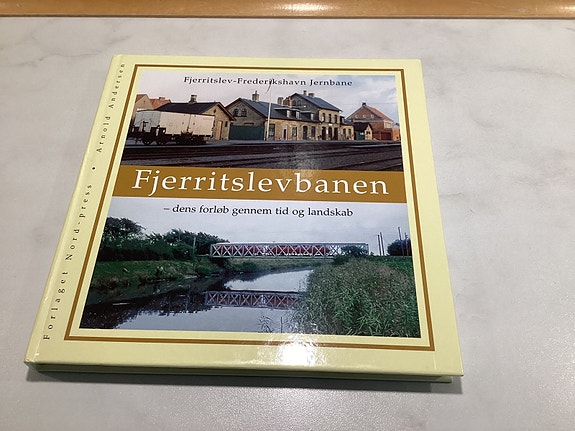 Fjerritslev-Frederikshavn Jernbane
Fjerritslevbanen
– dens forløb gennem tid og landskab
Forlaget Nord-press • Arnold Andersen